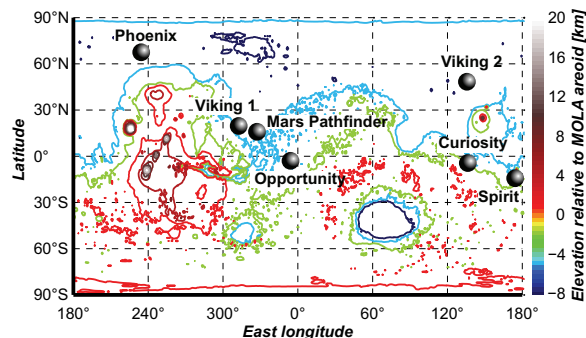 90°N
60°N
30°N
0°
30°S
60°S
90°S
Latitude
180
240
300°
0°
60°
120°
180°
East longitude
Phoenix
Viking 2
Viking 1
Mars Pathfinder
Curiosity
Opportunity
Spirit
20
16
12
8
4
0
−4
−8
Elevation relative to MOLA areoid [km]